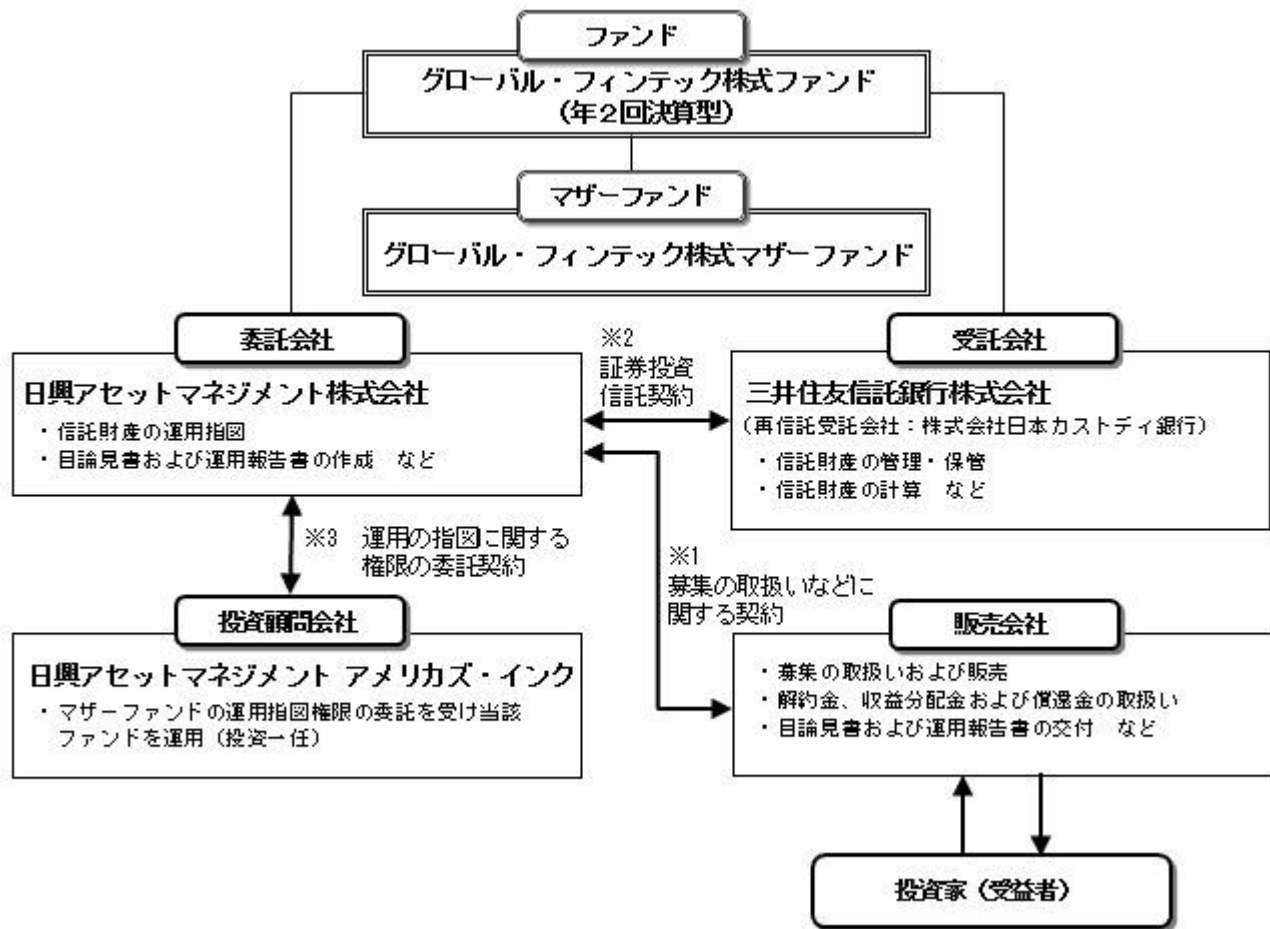 ファンド
グローバル・フィンテック株式ファンド
（年２回決算型）
マザーファンド
グローバル・フィンテック株式マザーファンド
委託会社
日興アセットマネジメント株式会社
・信託財産の運用指図
・目論見書および運用報告書の作成　など
※2
証券投資
信託契約
受託会社
三井住友信託銀行株式会社
（再信託受託会社：株式会社日本カストディ銀行）
・信託財産の管理・保管
・信託財産の計算　など
※3　運用の指図に関する
権限の委託契約
※1
募集の取扱いなどに
関する契約
投資顧問会社
日興アセットマネジメント アメリカズ・インク
・マザーファンドの運用指図権限の委託を受け当該
ファンドを運用（投資一任）
販売会社
・募集の取扱いおよび販売
・解約金、収益分配金および償還金の取扱い
・目論見書および運用報告書の交付　など
投資家（受益者）